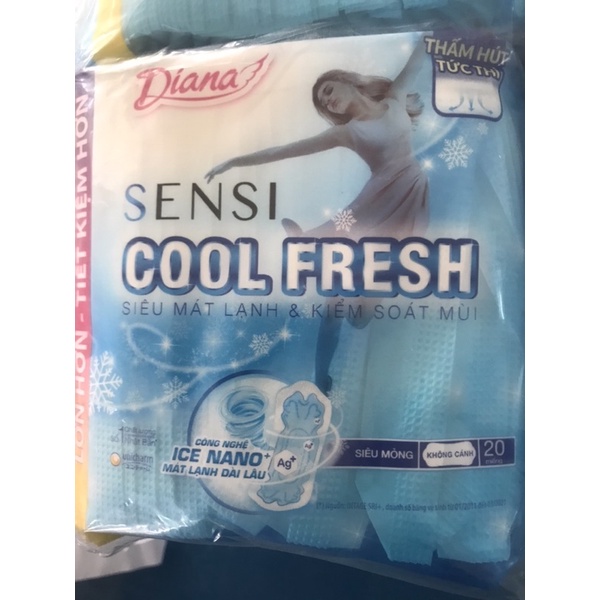 Diana
THẤM HÚT
TỨC THÌ
SENSI
COOL FRESH
SIÊU MÁT LẠNH & KIỂM SOÁT MÙI
LỚN HƠN - TIẾT KIỆM HƠN
CÔNG NGHỆ
ICE NANO+
MÁT LẠNH DÀI LÂU
Ag+
SIÊU MỎNG
KHÔNG CÁNH
20